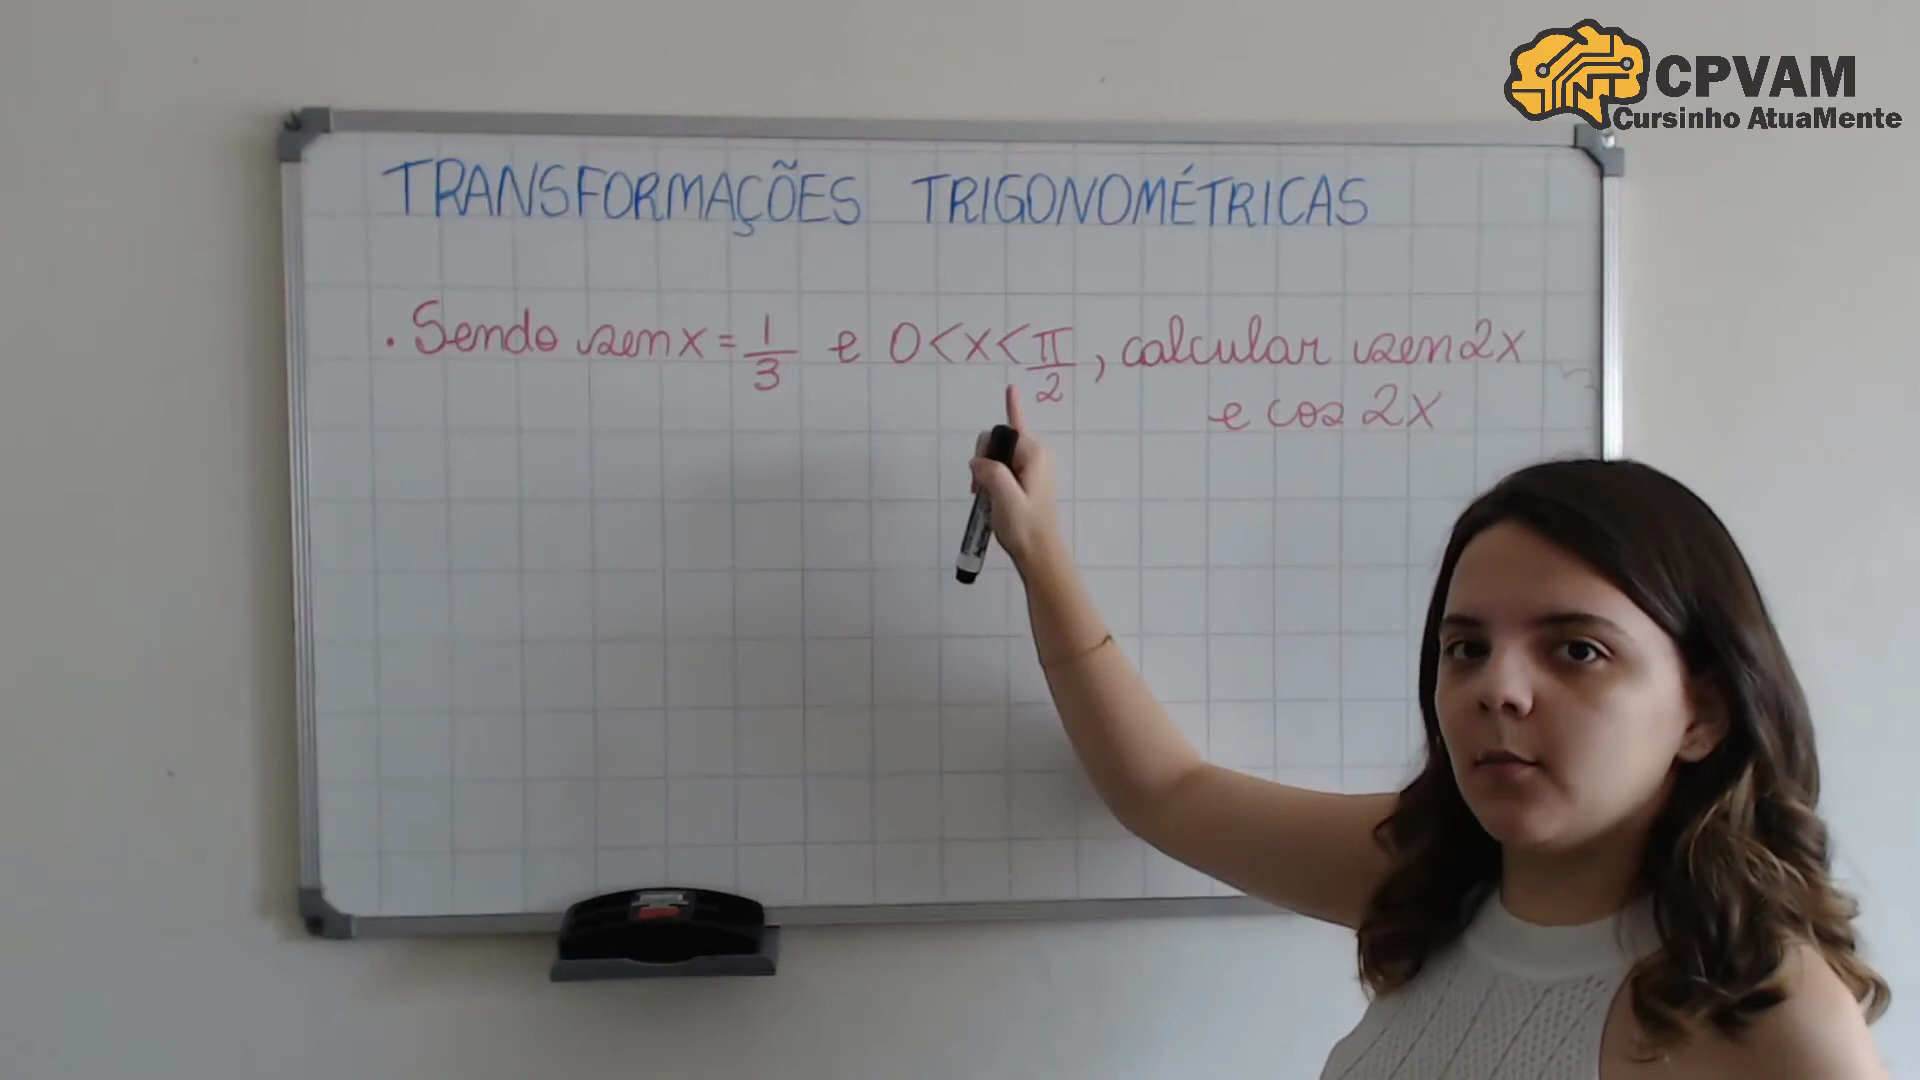 CPVAM
Cursinho AtuaMente
TRANSFORMAÇÕES TRIGONOMÉTRICAS
. Sendo sen x = 1/3 e 0 < x < π/2, calcular sen 2x
e cos 2x